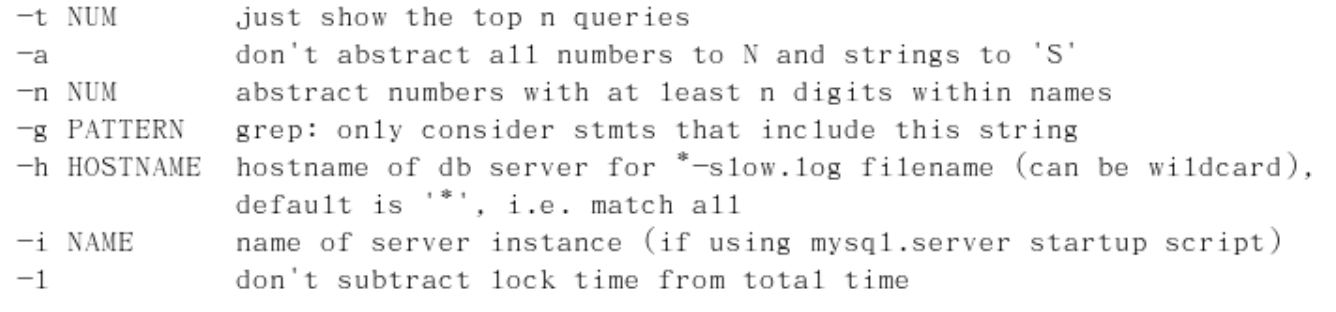 -t NUM       just show the top n queries
-a           don't abstract all numbers to N and strings to 'S'
-n NUM       abstract numbers with at least n digits within names
-g PATTERN   grep: only consider stmts that include this string
-h HOSTNAME  hostname of db server for *-slow.log filename (can be wildcard),
             default is '*', i.e. match all
-i NAME      name of server instance (if using mysql.server startup script)
-l           don't subtract lock time from total time